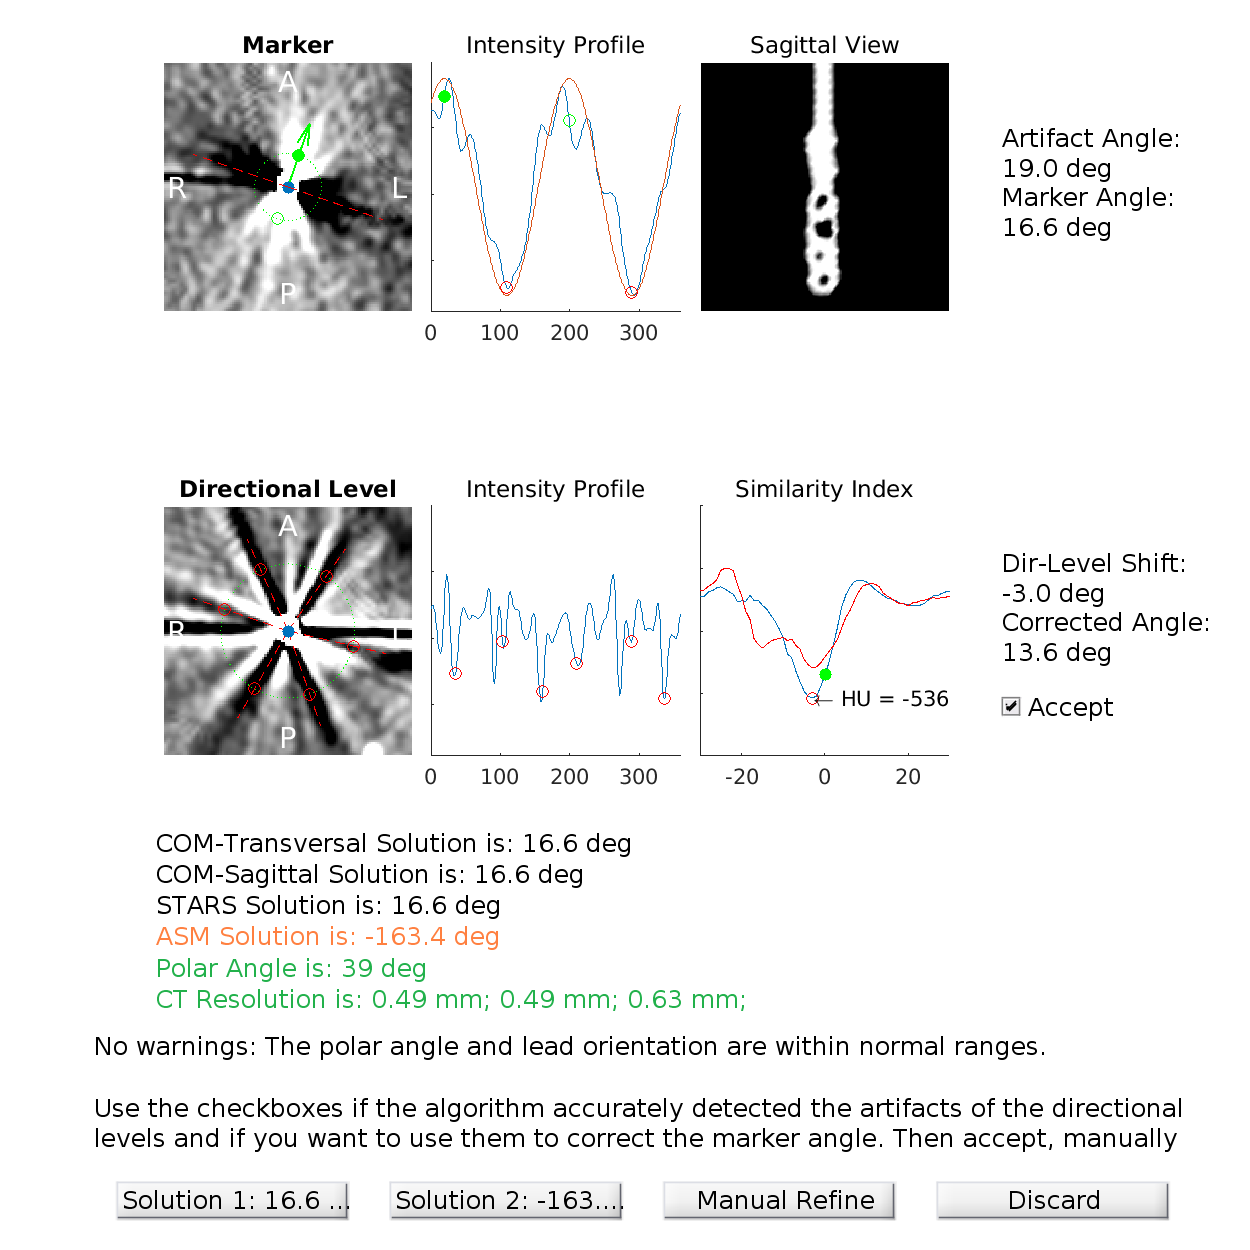 Marker
Intensity Profile
Sagittal View
A
R
L
P
0 100 200 300
Artifact Angle:
19.0 deg
Marker Angle:
16.6 deg
Directional Level
Intensity Profile
Similarity Index
A
R
L
P
0 100 200 300
← HU = -536
-20 0 20
Dir-Level Shift:
-3.0 deg
Corrected Angle:
13.6 deg
Accept
COM-Transversal Solution is: 16.6 deg
COM-Sagittal Solution is: 16.6 deg
STARS Solution is: 16.6 deg
ASM Solution is: -163.4 deg
Polar Angle is: 39 deg
CT Resolution is: 0.49 mm; 0.49 mm; 0.63 mm;
No warnings: The polar angle and lead orientation are within normal ranges.
Use the checkboxes if the algorithm accurately detected the artifacts of the directional
levels and if you want to use them to correct the marker angle. Then accept, manually
Solution 1: 16.6 ...
Solution 2: -163....
Manual Refine
Discard